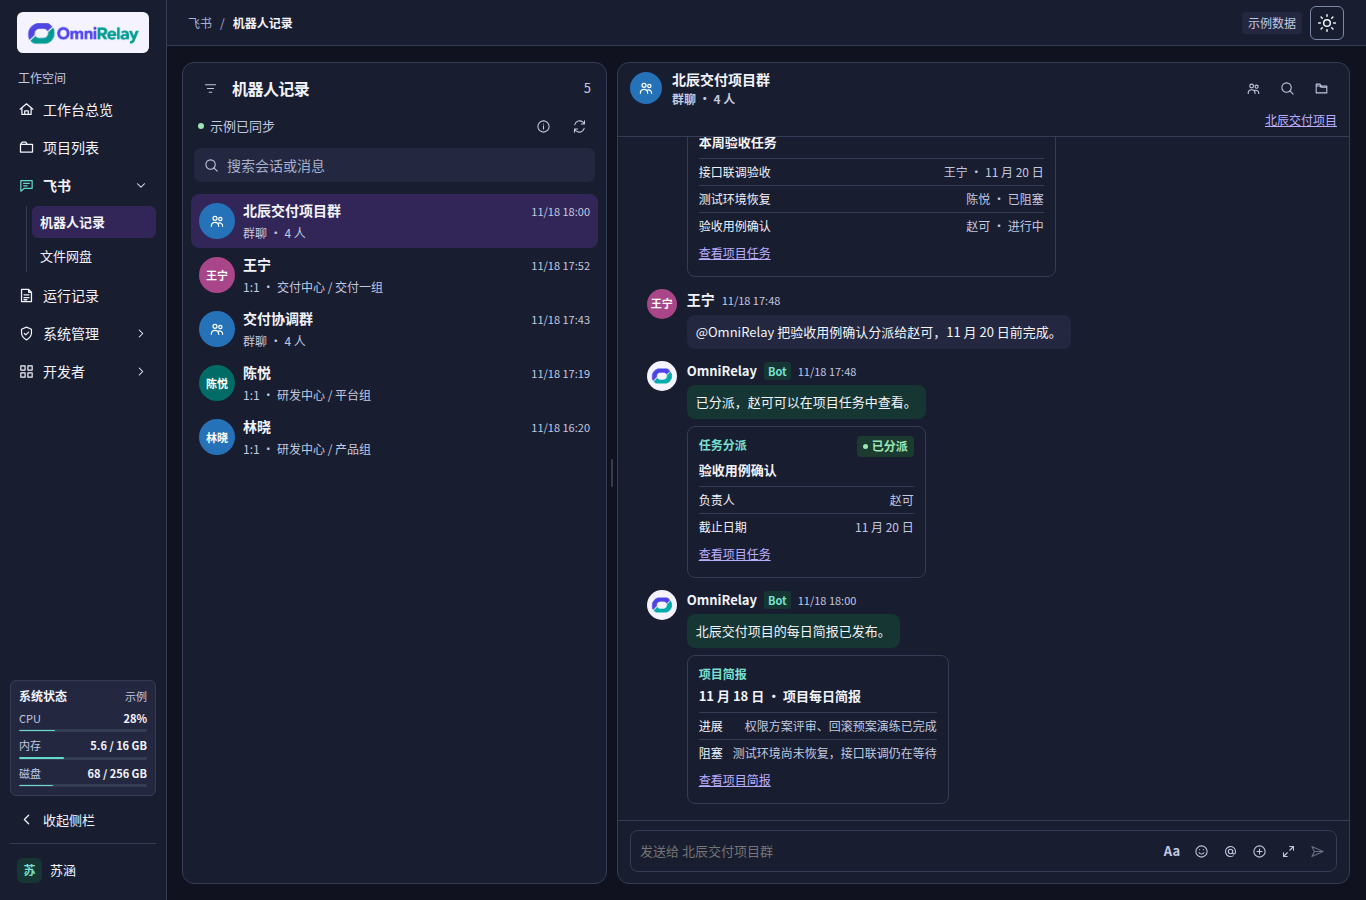 OmniRelay
工作空间
工作台总览
项目列表
飞书
机器人记录
文件网盘
运行记录
系统管理
开发者
系统状态 示例
CPU 28%
内存 5.6 / 16 GB
磁盘 68 / 256 GB
收起侧栏
苏 苏涵
飞书 / 机器人记录
示例数据
机器人记录 5
示例已同步
搜索会话或消息
北辰交付项目群 11/18 18:00
群聊 · 4 人
王宁 王宁 11/18 17:52
1:1 · 交付中心 / 交付一组
交付协调群 11/18 17:43
群聊 · 4 人
陈悦 陈悦 11/18 17:19
1:1 · 研发中心 / 平台组
林晓 林晓 11/18 16:20
1:1 · 研发中心 / 产品组
北辰交付项目群
群聊 · 4 人
北辰交付项目
本周验收任务
接口联调验收 王宁 · 11 月 20 日
测试环境恢复 陈悦 · 已阻塞
验收用例确认 赵可 · 进行中
查看项目任务
王宁 王宁 11/18 17:48
@OmniRelay 把验收用例确认分派给赵可，11 月 20 日前完成。
OmniRelay Bot 11/18 17:48
已分派，赵可可以在项目任务中查看。
任务分派 已分派
验收用例确认
负责人 赵可
截止日期 11 月 20 日
查看项目任务
OmniRelay Bot 11/18 18:00
北辰交付项目的每日简报已发布。
项目简报
11 月 18 日 · 项目每日简报
进展 权限方案评审、回滚预案演练已完成
阻塞 测试环境尚未恢复，接口联调仍在等待
查看项目简报
发送给 北辰交付项目群 Aa